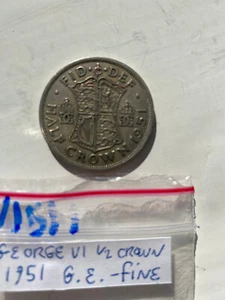 FID·DEF
HALF CROWN 1951
GEORGE VI ½ CROWN
1951 G.E. -FINE